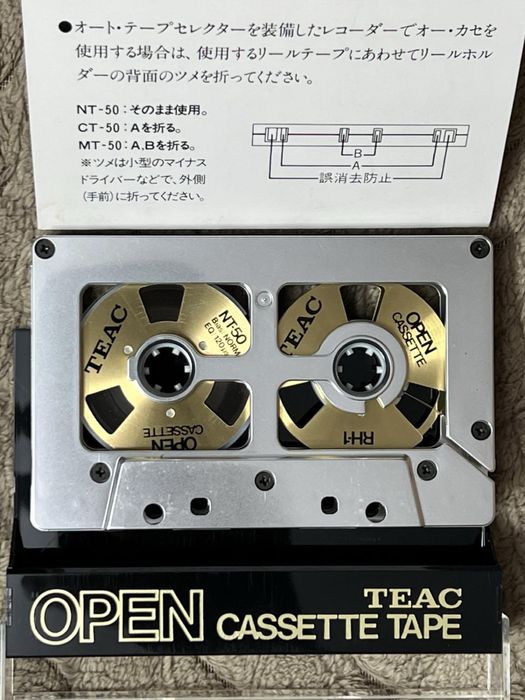 ●オート・テープセレクターを装備したレコーダーでオー・カセを
使用する場合は、使用するリールテープにあわせてリールホル
ダーの背面のツメを折ってください。
NT-50：そのまま使用。
CT-50：Aを折る。
MT-50：A,Bを折る。
※ツメは小型のマイナス
ドライバーなどで、外側
(手前)に折ってください。
B
A
誤消去防止
TEAC
NT-50
Bias NORM
EQ 120μ
OPEN
CASSETTE
TEAC
OPEN
CASSETTE
RH-1
OPEN
TEAC
CASSETTE TAPE